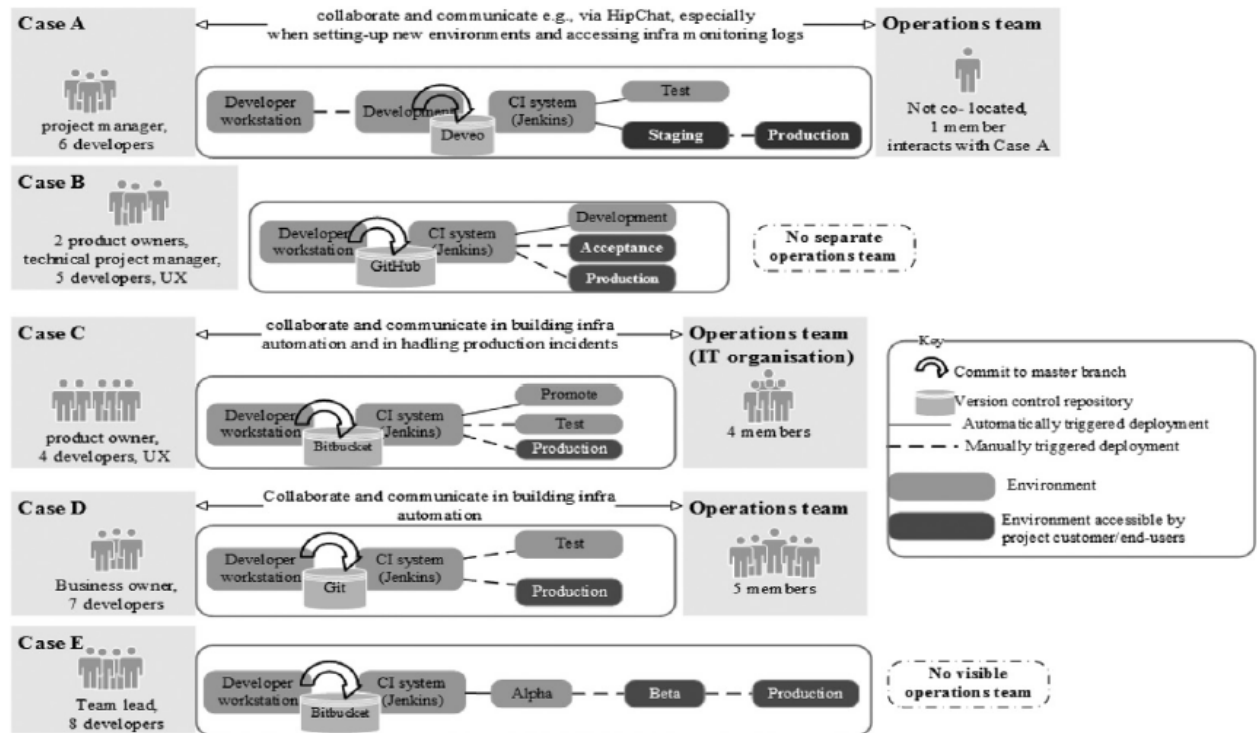 Case A
project manager,
6 developers
collaborate and communicate e.g., via HipChat, especially
when setting-up new environments and accessing infra monitoring logs
Developer
workstation
Development
Deveo
CI system
(Jenkins)
Test
Staging
Production
Operations team
Not co- located,
1 member
interacts with Case A
Case B
2 product owners,
technical project manager,
5 developers, UX
Developer
workstation
GitHub
CI system
(Jenkins)
Development
Acceptance
Production
No separate
operations team
Case C
product owner,
4 developers, UX
collaborate and communicate in building infra
automation and in hadling production incidents
Developer
workstation
Bitbucket
CI system
(Jenkins)
Promote
Test
Production
Operations team
(IT organisation)
4 members
Key
Commit to master branch
Version control repository
Automatically triggered deployment
Manually triggered deployment
Environment
Environment accessible by
project customer/end-users
Case D
Business owner,
7 developers
Collaborate and communicate in building infra
automation
Developer
workstation
Git
CI system
(Jenkins)
Test
Production
Operations team
5 members
Case E
Team lead,
8 developers
Developer
workstation
Bitbucket
CI system
(Jenkins)
Alpha
Beta
Production
No visible
operations team